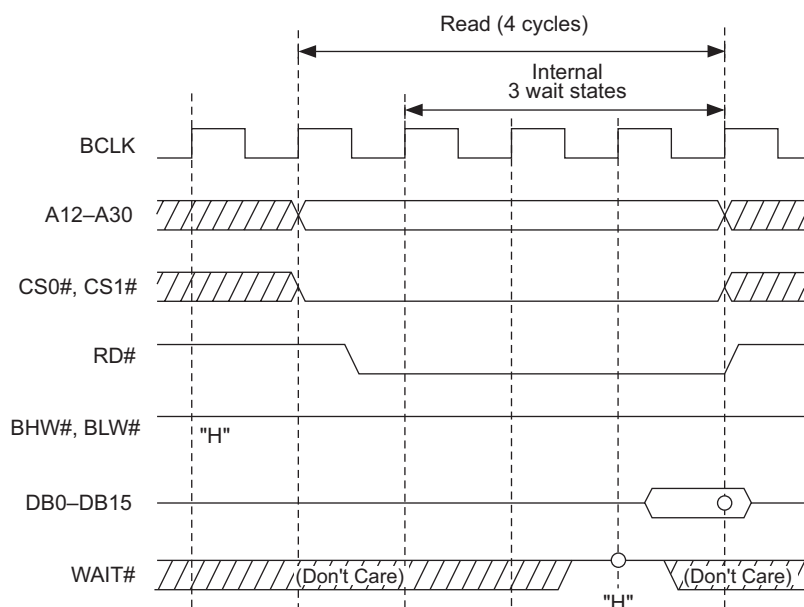 Read (4 cycles)
Internal
3 wait states
BCLK
A12–A30
CS0#, CS1#
RD#
BHW#, BLW#
"H"
DB0–DB15
WAIT#
(Don't Care)
(Don't Care)
"H"